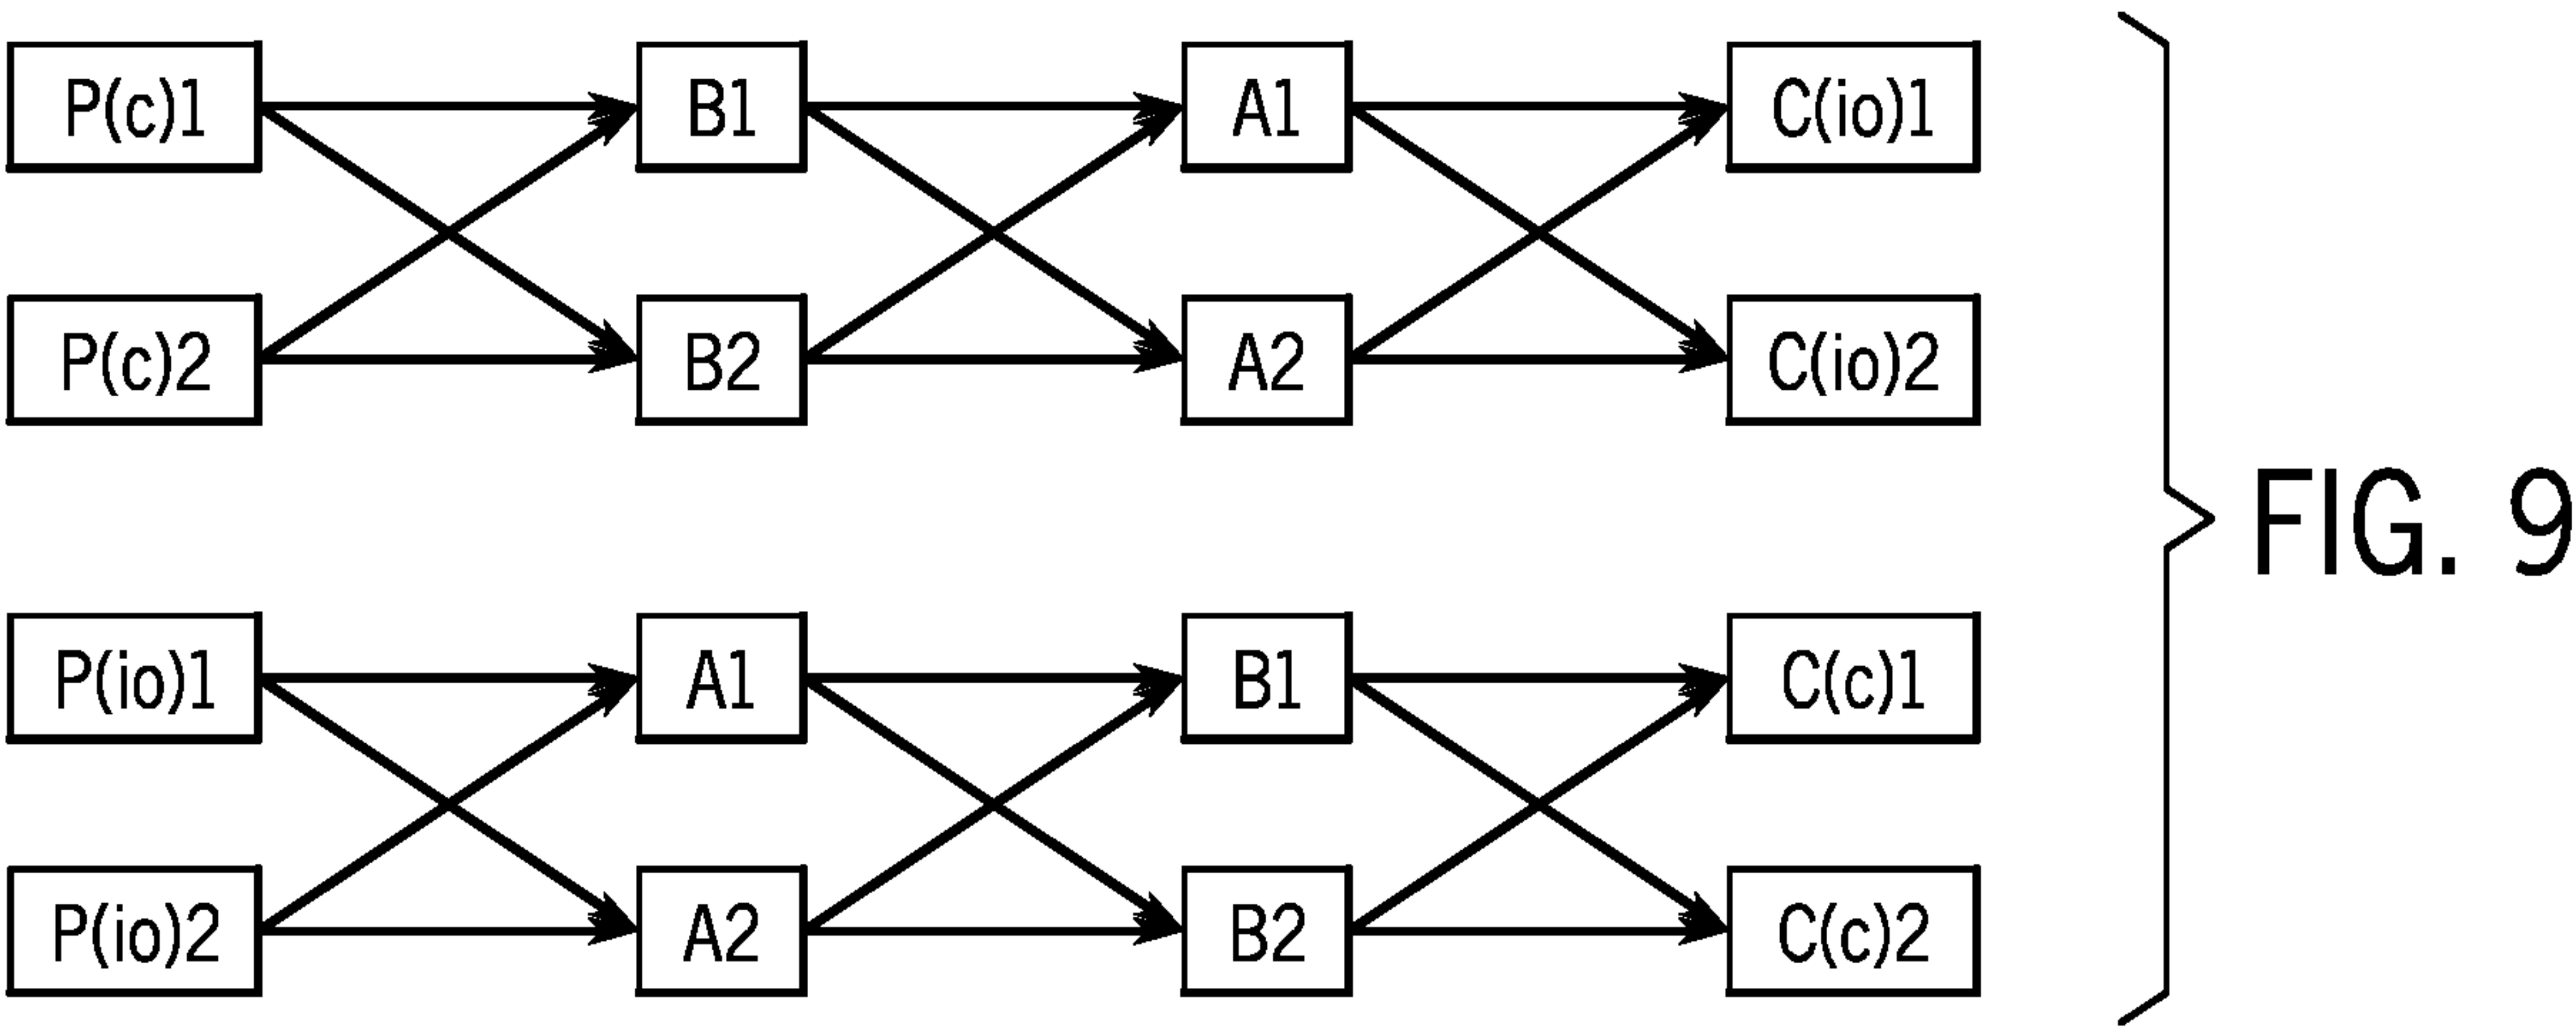 P(c)1 B1 A1 C(io)1
P(c)2 B2 A2 C(io)2
FIG. 9
P(io)1 A1 B1 C(c)1
P(io)2 A2 B2 C(c)2